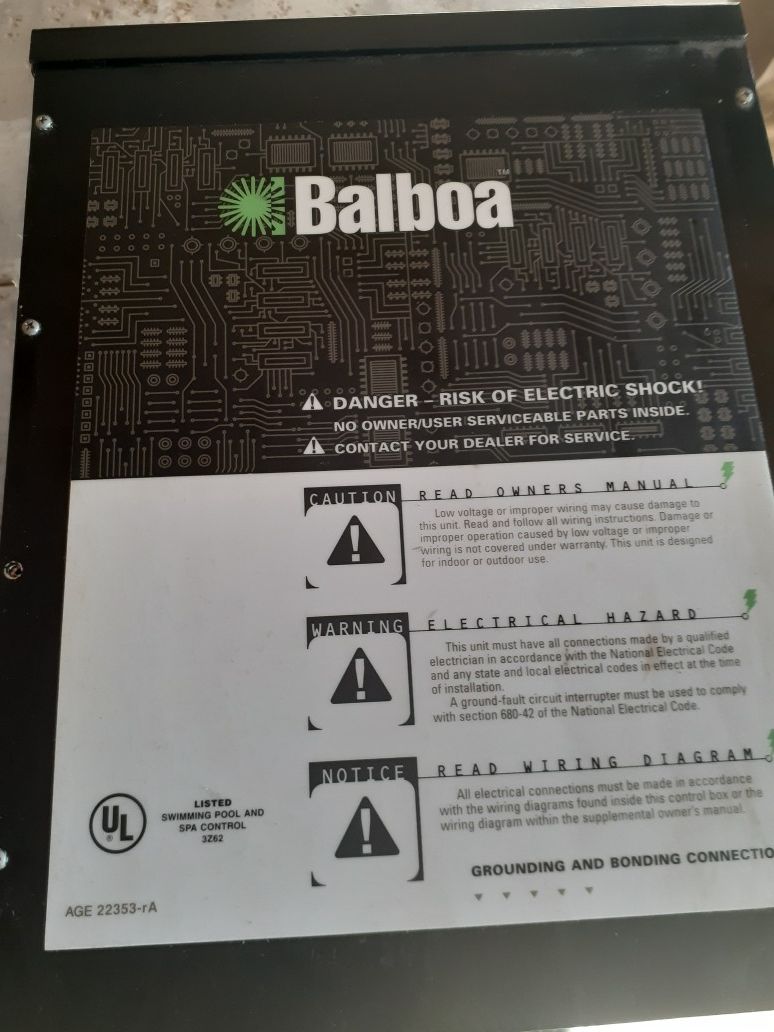 Balboa™
DANGER – RISK OF ELECTRIC SHOCK!
NO OWNER/USER SERVICEABLE PARTS INSIDE.
CONTACT YOUR DEALER FOR SERVICE.
CAUTION
READ OWNERS MANUAL
Low voltage or improper wiring may cause damage to
this unit. Read and follow all wiring instructions. Damage or
improper operation caused by low voltage or improper
wiring is not covered under warranty. This unit is designed
for indoor or outdoor use.
WARNING
ELECTRICAL HAZARD
This unit must have all connections made by a qualified
electrician in accordance with the National Electrical Code
and any state and local electrical codes in effect at the time
of installation.
A ground-fault circuit interrupter must be used to comply
with section 680-42 of the National Electrical Code.
NOTICE
READ WIRING DIAGRAM
All electrical connections must be made in accordance
with the wiring diagrams found inside this control box or the
wiring diagram within the supplemental owner's manual.
UL®
LISTED
SWIMMING POOL AND
SPA CONTROL
3Z62
GROUNDING AND BONDING CONNECTIO
AGE 22353-rA